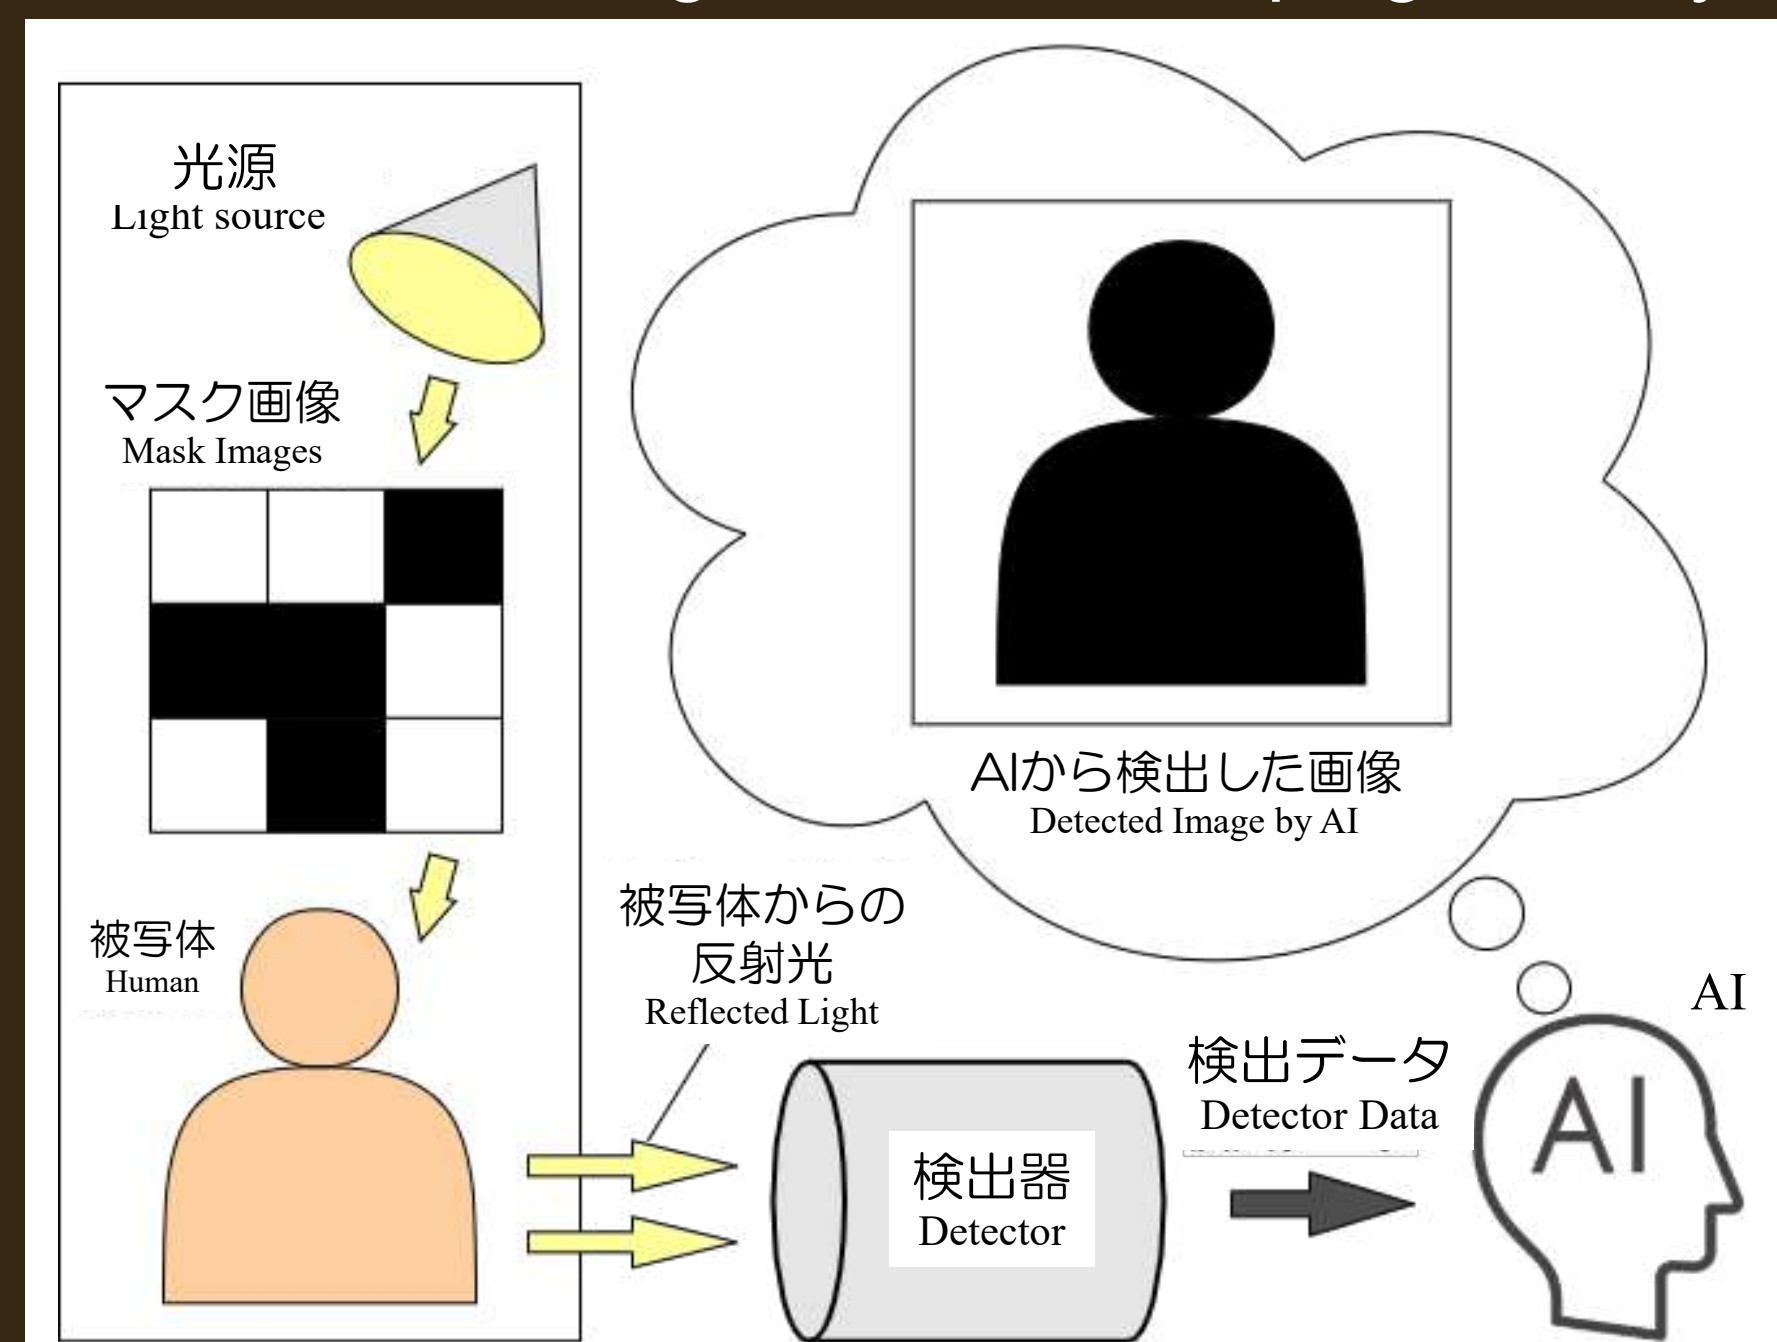 光源
Light source
マスク画像
Mask Images
被写体
Human
被写体からの
反射光
Reflected Light
検出器
Detector
検出データ
Detector Data
AI
AI
AIから検出した画像
Detected Image by AI